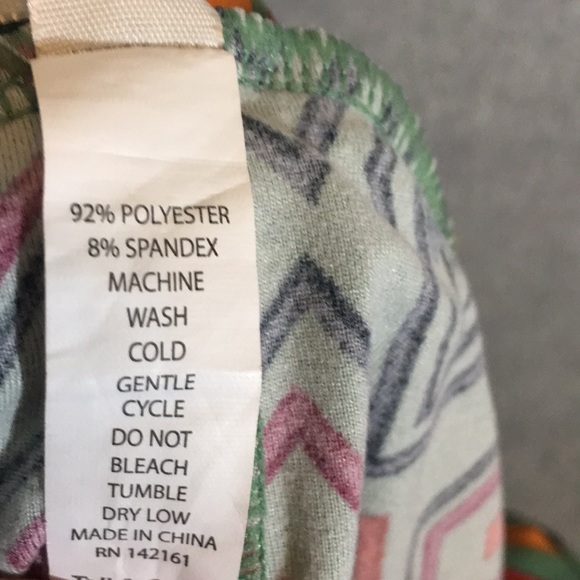 92% POLYESTER
8% SPANDEX
MACHINE
WASH
COLD
GENTLE
CYCLE
DO NOT
BLEACH
TUMBLE
DRY LOW
MADE IN CHINA
RN 142161